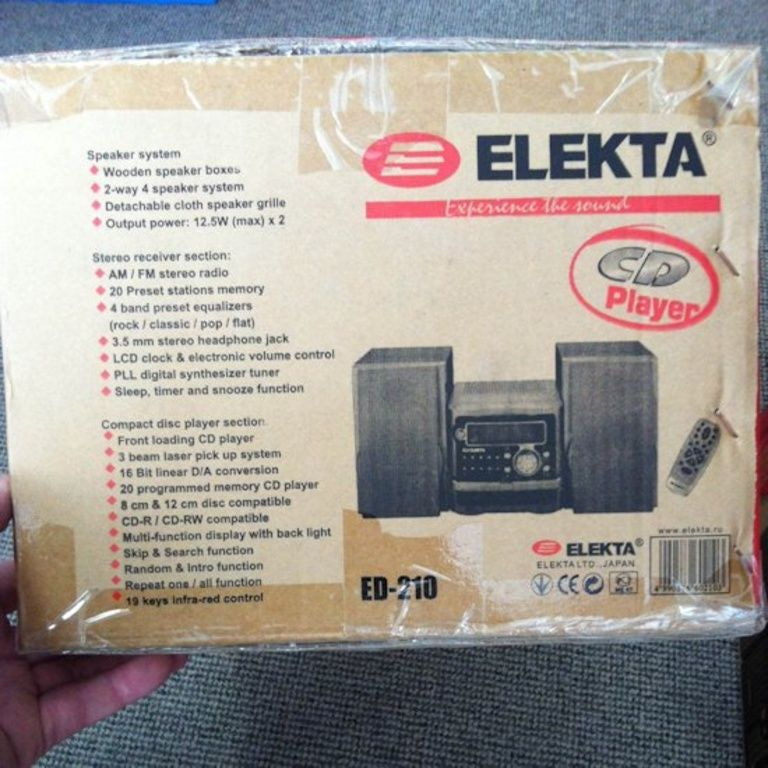 Speaker system
Wooden speaker boxes
2-way 4 speaker system
Detachable cloth speaker grille
Output power: 12.5W (max) x 2
Stereo receiver section:
AM / FM stereo radio
20 Preset stations memory
4 band preset equalizers
(rock / classic / pop / flat)
3.5 mm stereo headphone jack
LCD clock & electronic volume control
PLL digital synthesizer tuner
Sleep, timer and snooze function
Compact disc player section:
Front loading CD player
3 beam laser pick up system
16 Bit linear D/A conversion
20 programmed memory CD player
8 cm & 12 cm disc compatible
CD-R / CD-RW compatible
Multi-function display with back light
Skip & Search function
Random & Intro function
Repeat one / all function
19 keys infra-red control
ELEKTA®
Experience the sound
CD
Player
ED-210
ELEKTA®
ELEKTA LTD., JAPAN
CE
www.elekta.ru